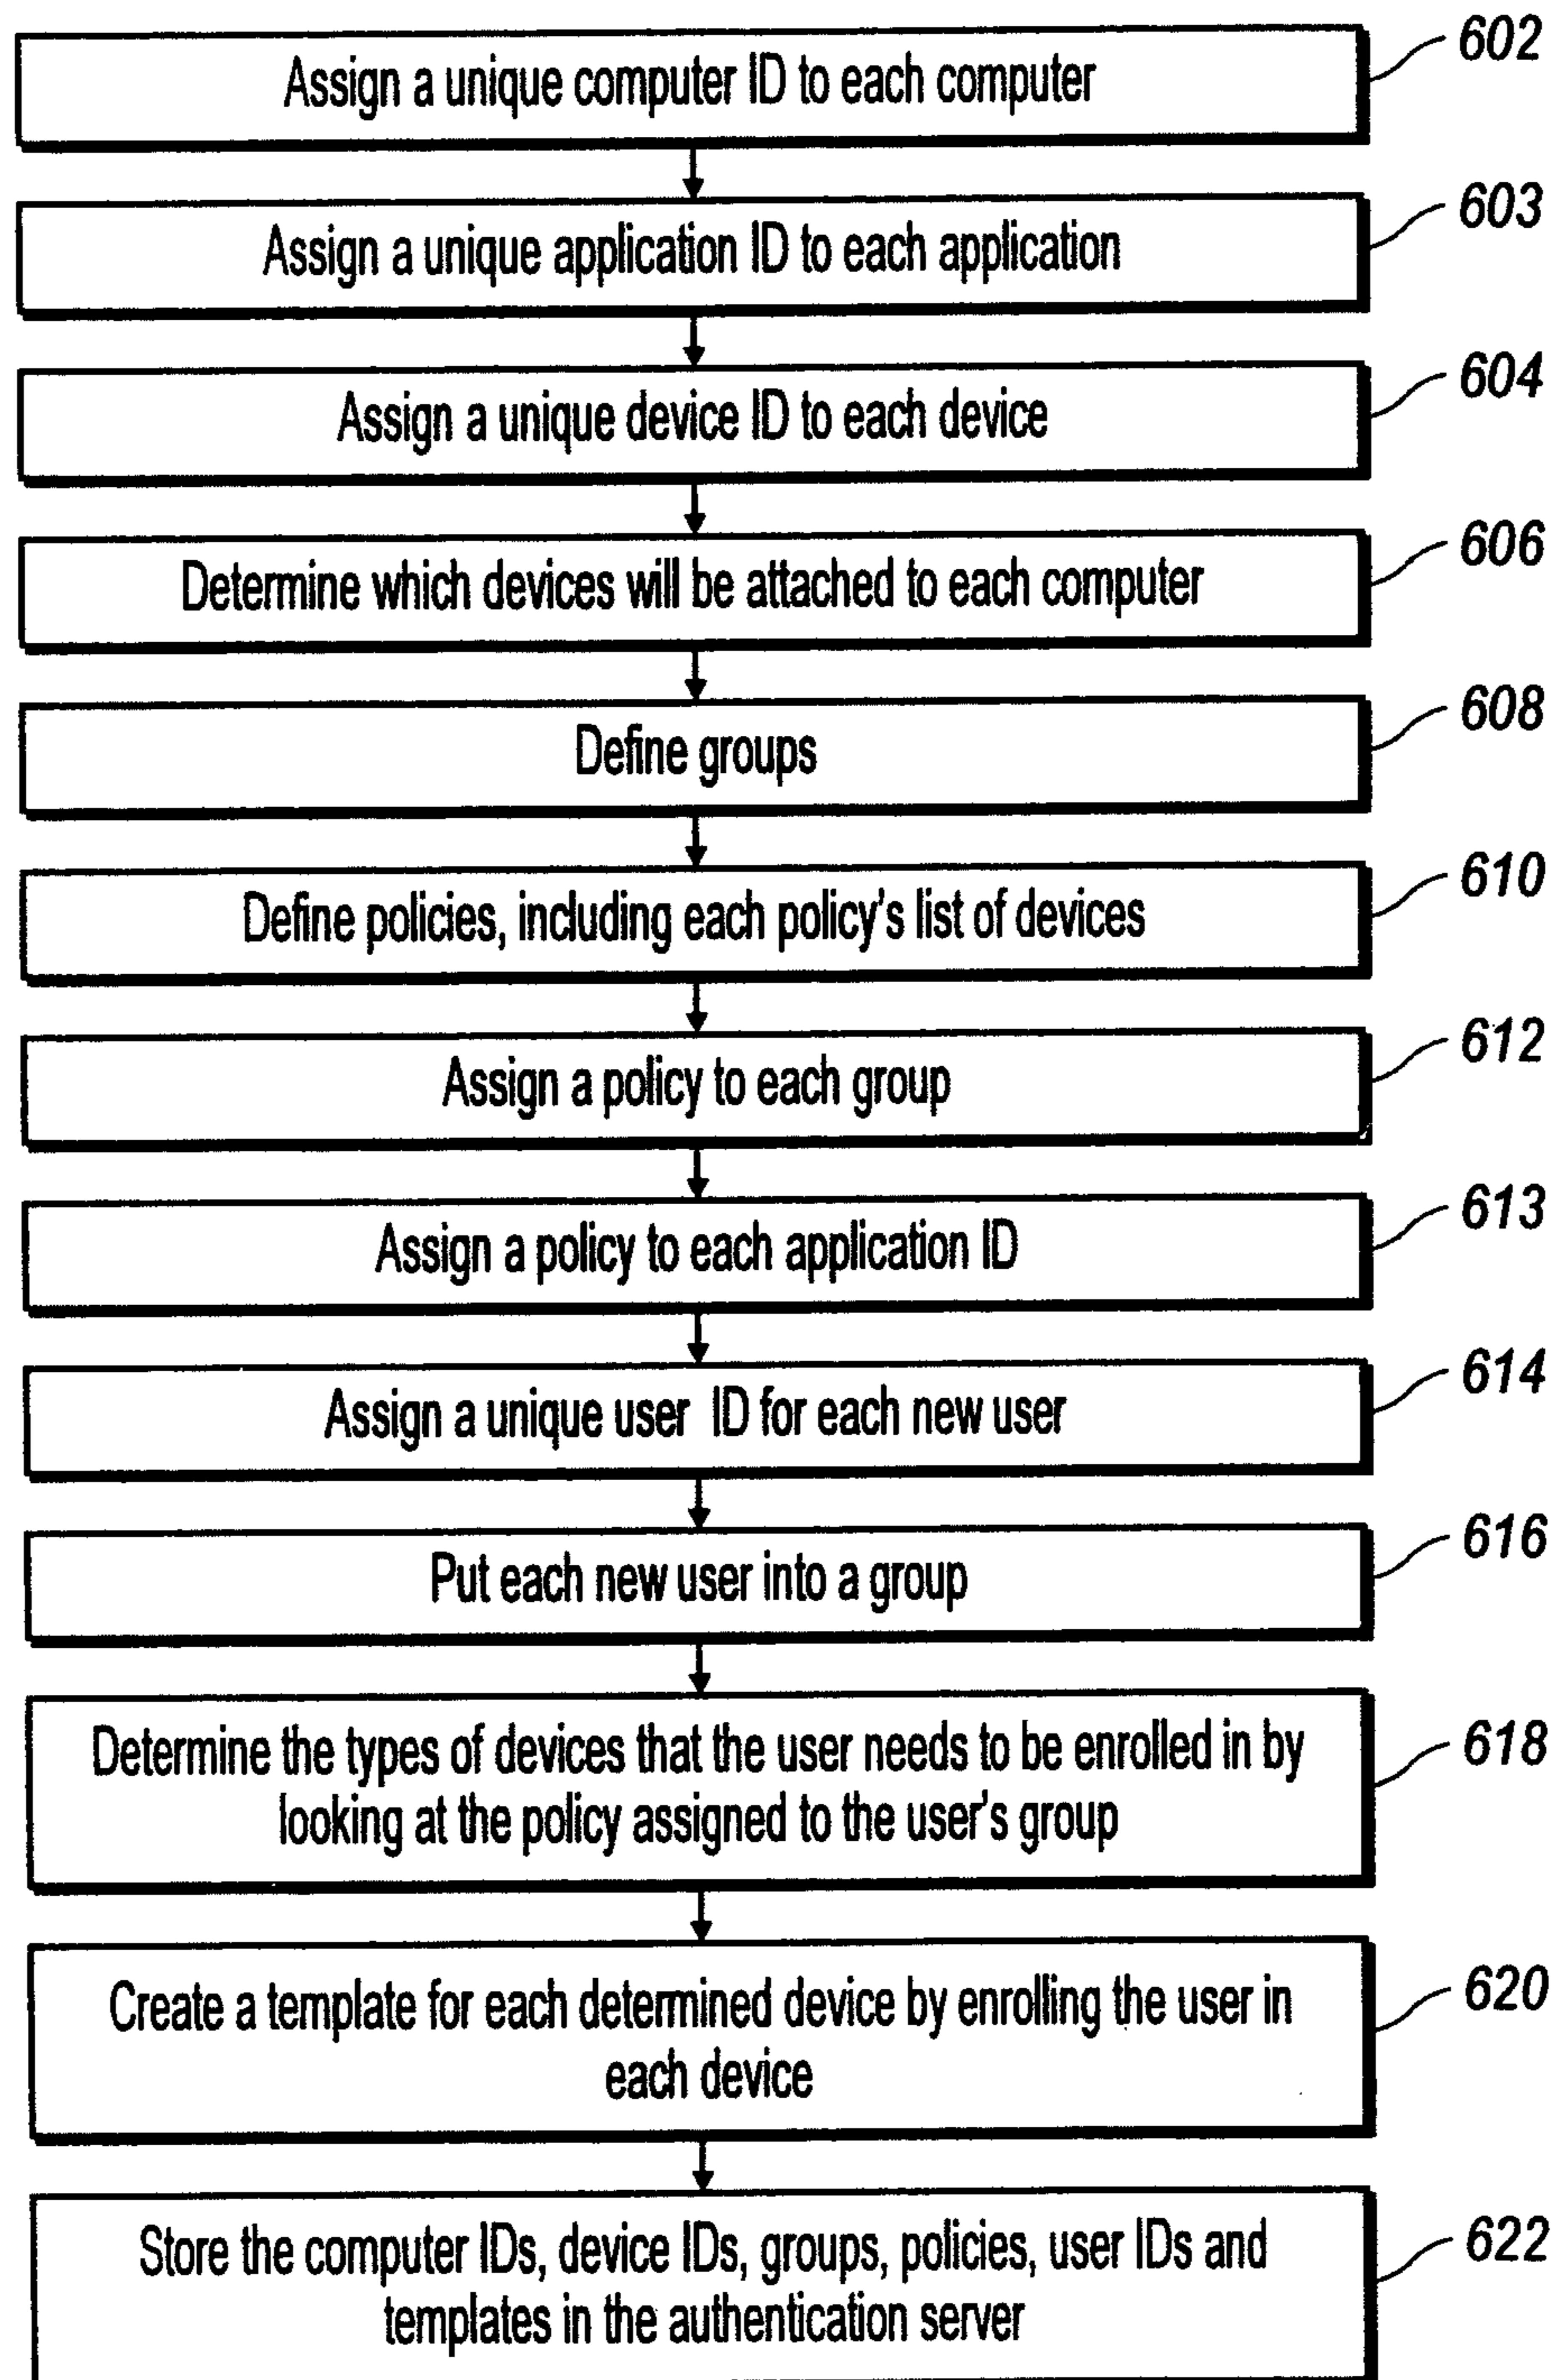 Assign a unique computer ID to each computer
602
Assign a unique application ID to each application
603
Assign a unique device ID to each device
604
Determine which devices will be attached to each computer
606
Define groups
608
Define policies, including each policy's list of devices
610
Assign a policy to each group
612
Assign a policy to each application ID
613
Assign a unique user ID for each new user
614
Put each new user into a group
616
Determine the types of devices that the user needs to be enrolled in by
looking at the policy assigned to the user's group
618
Create a template for each determined device by enrolling the user in
each device
620
Store the computer IDs, device IDs, groups, policies, user IDs and
templates in the authentication server
622